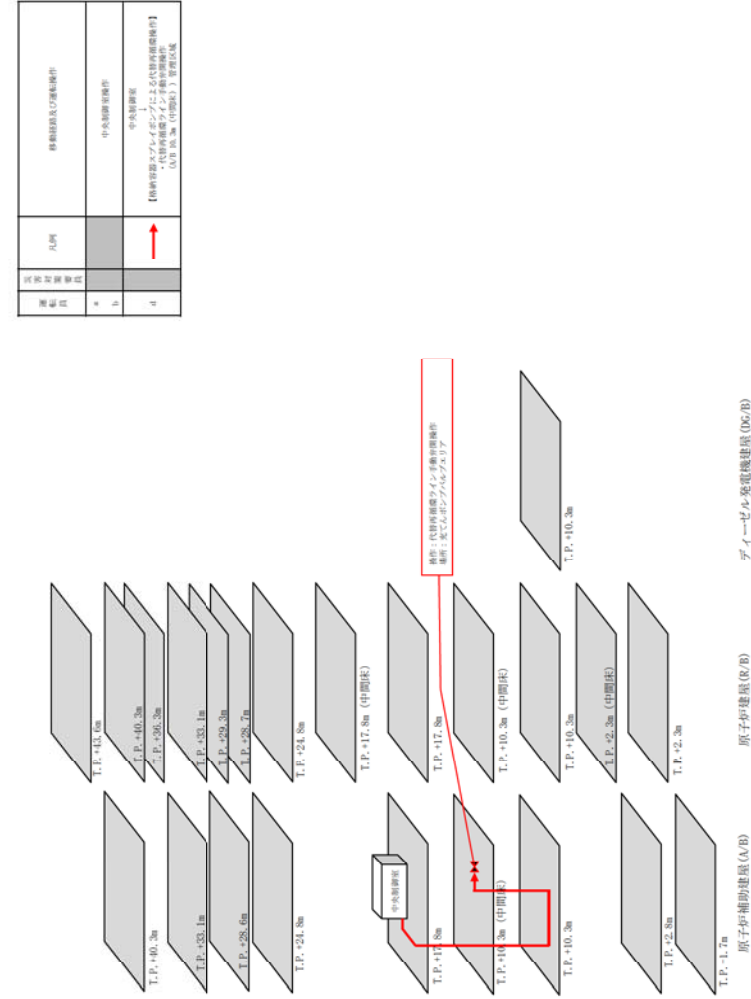 運転員
災害対策要員
凡例
移動経路及び運転操作
a
b
中央制御室操作
d
中央制御室
↓
【格納容器スプレイポンプによる代替再循環操作】
・代替再循環ライン手動弁開操作
(A/B 10.3m (中間床)) 管理区域
操作:代替再循環ライン手動弁開操作
場所:充てんポンプバルブエリア
T.P.+40.3m
T.P.+33.1m
T.P.+28.6m
T.P.+24.8m
中央制御室
T.P.+17.8m
T.P.+10.3m (中間床)
T.P.+10.3m
T.P.+2.8m
T.P.-1.7m
原子炉補助建屋(A/B)
T.P.+43.6m
T.P.+40.3m
T.P.+36.3m
T.P.+33.1m
T.P.+29.3m
T.P.+28.7m
T.P.+24.8m
T.P.+17.8m (中間床)
T.P.+17.8m
T.P.+10.3m (中間床)
T.P.+10.3m
T.P.+2.3m (中間床)
T.P.+2.3m
原子炉建屋(R/B)
T.P.+10.3m
ディーゼル発電機建屋(DG/B)